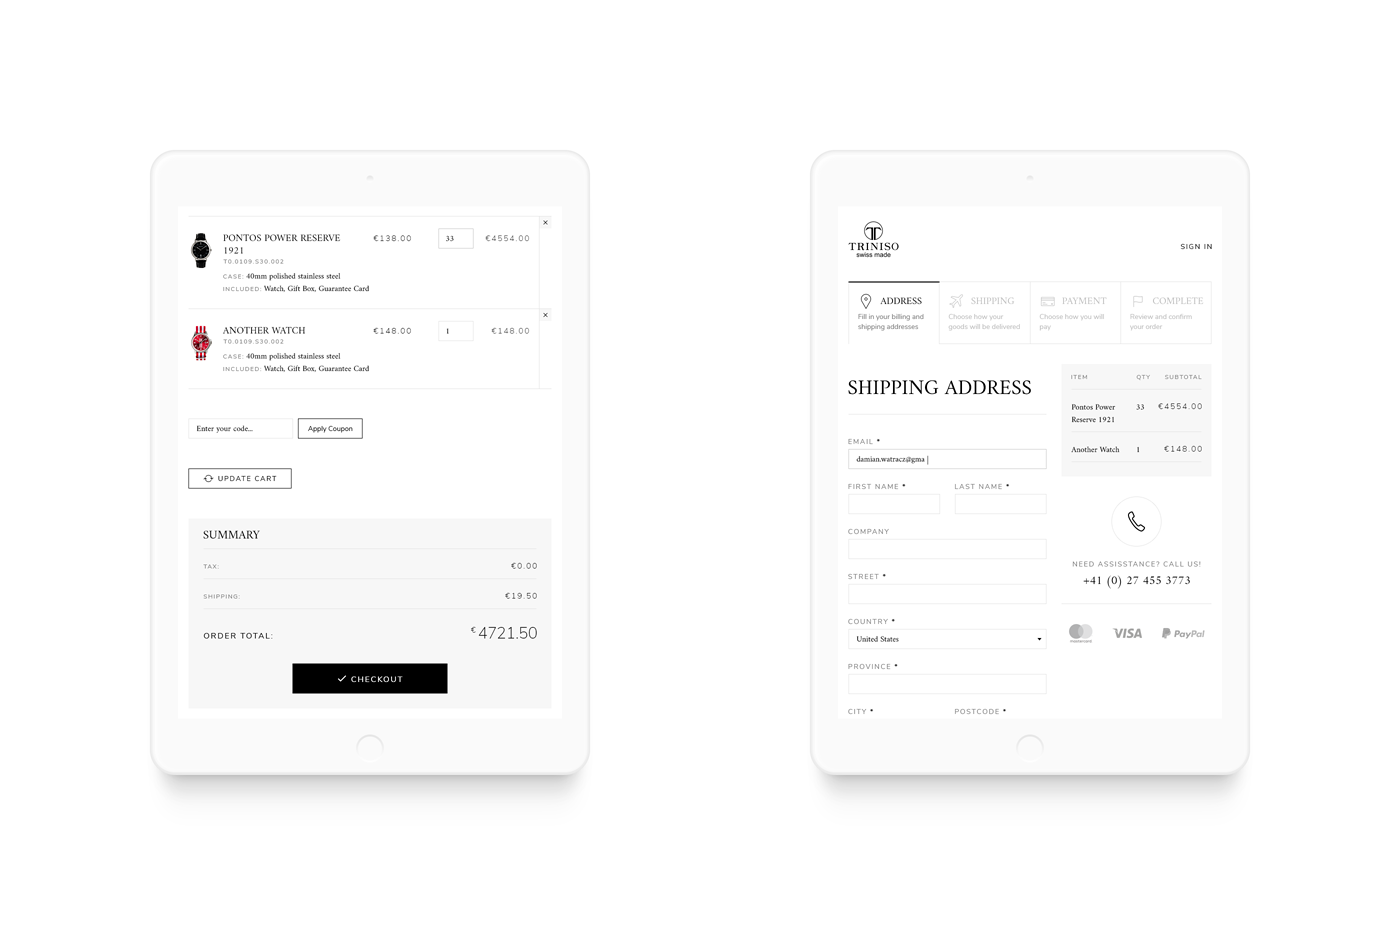 PONTOS POWER RESERVE
1921
T0.0109.S30.002
CASE: 40mm polished stainless steel
INCLUDED: Watch, Gift Box, Guarantee Card
€138.00
33
€4554.00
×
ANOTHER WATCH
T0.0109.S30.002
CASE: 40mm polished stainless steel
INCLUDED: Watch, Gift Box, Guarantee Card
€148.00
1
€148.00
×
Enter your code...
Apply Coupon
UPDATE CART
SUMMARY
TAX: €0.00
SHIPPING: €19.50
ORDER TOTAL: €4721.50
CHECKOUT
TRINISO
swiss made
SIGN IN
ADDRESS
Fill in your billing and
shipping addresses
SHIPPING
Choose how your
goods will be delivered
PAYMENT
Choose how you will
pay
COMPLETE
Review and confirm
your order
SHIPPING ADDRESS
EMAIL *
damian.watracz@gma |
FIRST NAME * LAST NAME *
COMPANY
STREET *
COUNTRY *
United States
PROVINCE *
CITY * POSTCODE *
ITEM QTY SUBTOTAL
Pontos Power 33 €4554.00
Reserve 1921
Another Watch 1 €148.00
NEED ASSISSTANCE? CALL US!
+41 (0) 27 455 3773
mastercard VISA PayPal